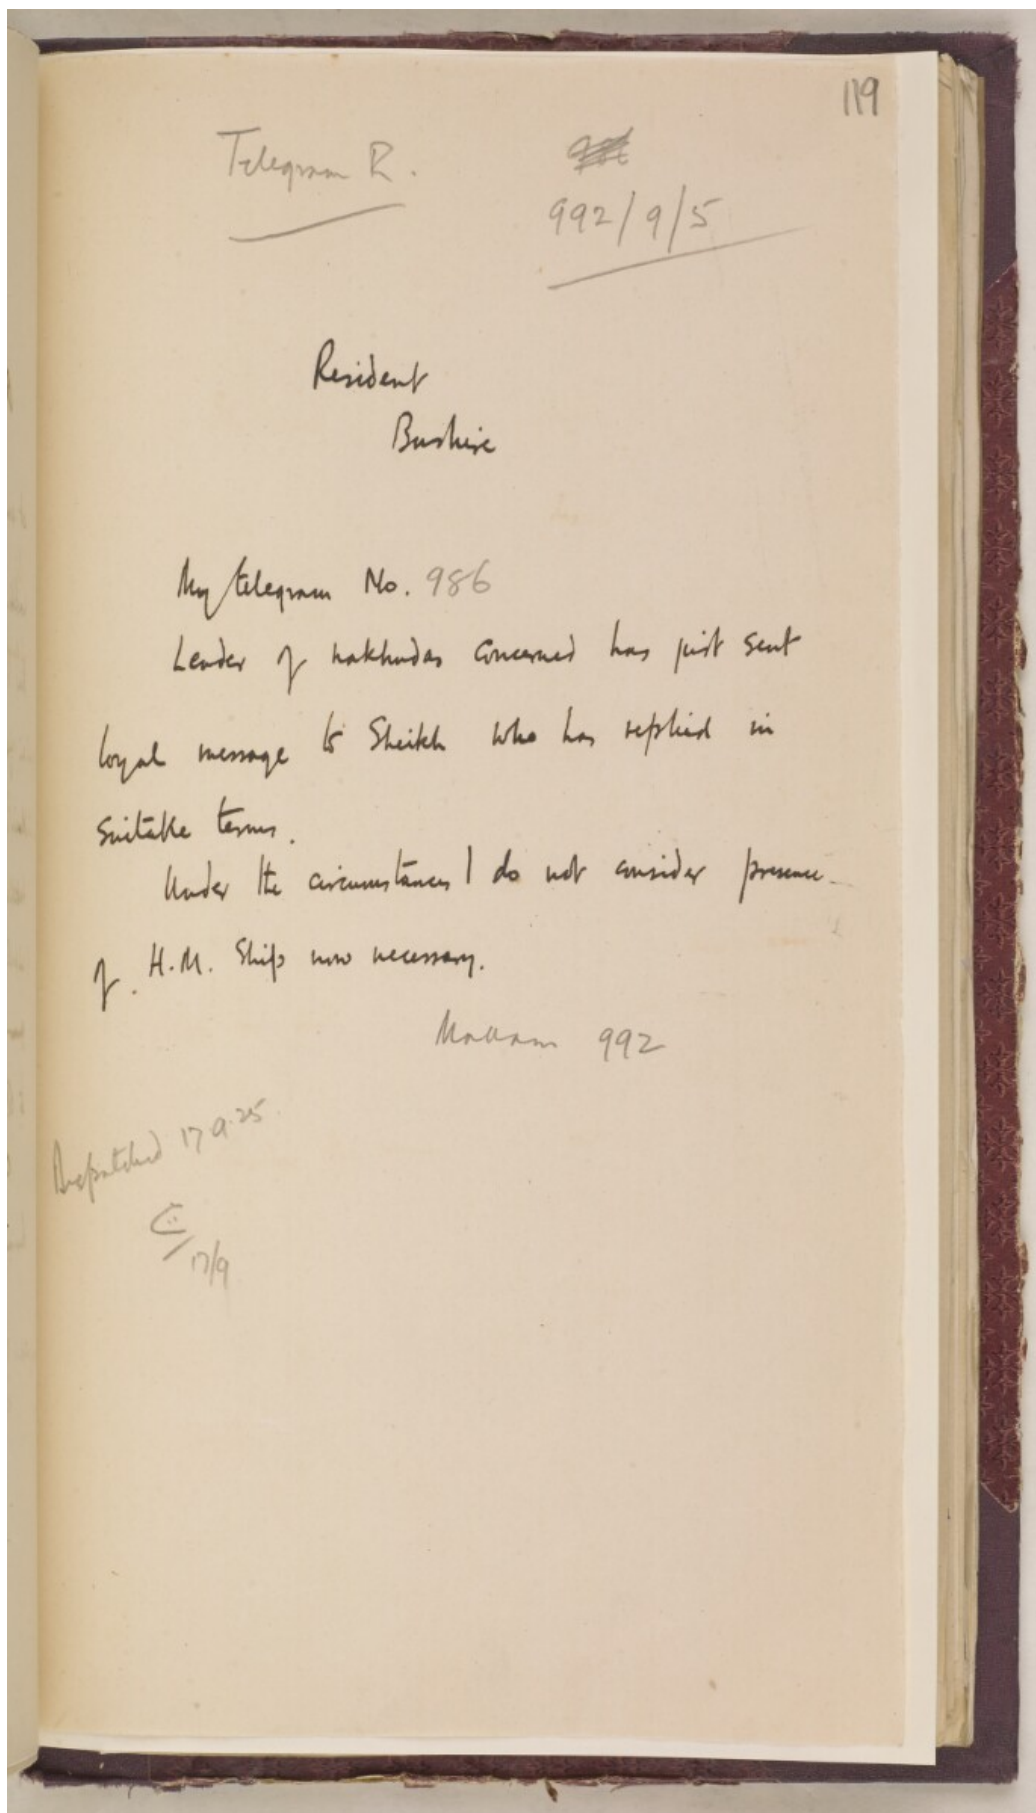 119
Telegram R.
992/9/5
Resident
Bushire
My telegram No. 986
Leader of nakhudas concerned has just sent
loyal message to Sheikh who has replied in
suitable terms.
Under the circumstances I do not consider presence
of H.M. Ship now necessary.
992
Despatched 17.9.25
17/9